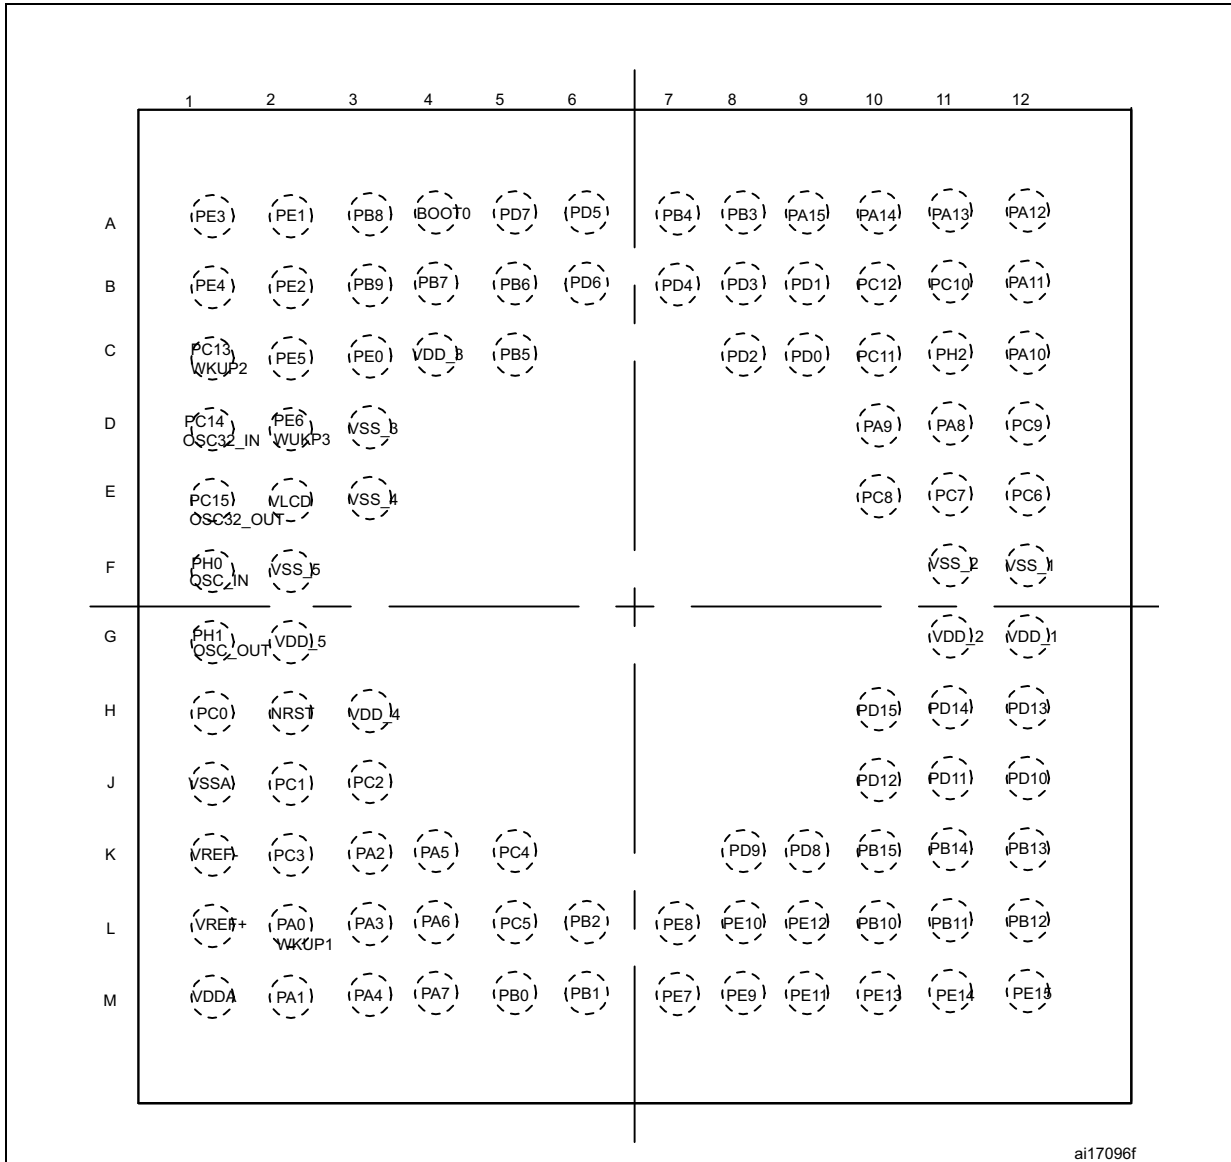 1 2 3 4 5 6 7 8 9 10 11 12
A PE3 PE1 PB8 BOOT0 PD7 PD5 PB4 PB3 PA15 PA14 PA13 PA12
B PE4 PE2 PB9 PB7 PB6 PD6 PD4 PD3 PD1 PC12 PC10 PA11
C PC13 PE5 PE0 VDD_3 PB5 PD2 PD0 PC11 PH2 PA10
WKUP2
D PC14 PE6 VSS_3 PA9 PA8 PC9
OSC32_IN WUKP3
E PC15 VLCD VSS_4 PC8 PC7 PC6
OSC32_OUT
F PH0 VSS_5 VSS_2 VSS_1
OSC_IN
G PH1 VDD_5 VDD_2 VDD_1
OSC_OUT
H PC0 NRST VDD_4 PD15 PD14 PD13
J VSSA PC1 PC2 PD12 PD11 PD10
K VREF- PC3 PA2 PA5 PC4 PD9 PD8 PB15 PB14 PB13
L VREF+ PA0 PA3 PA6 PC5 PB2 PE8 PE10 PE12 PB10 PB11 PB12
WKUP1
M VDDA PA1 PA4 PA7 PB0 PB1 PE7 PE9 PE11 PE13 PE14 PE15
ai17096f